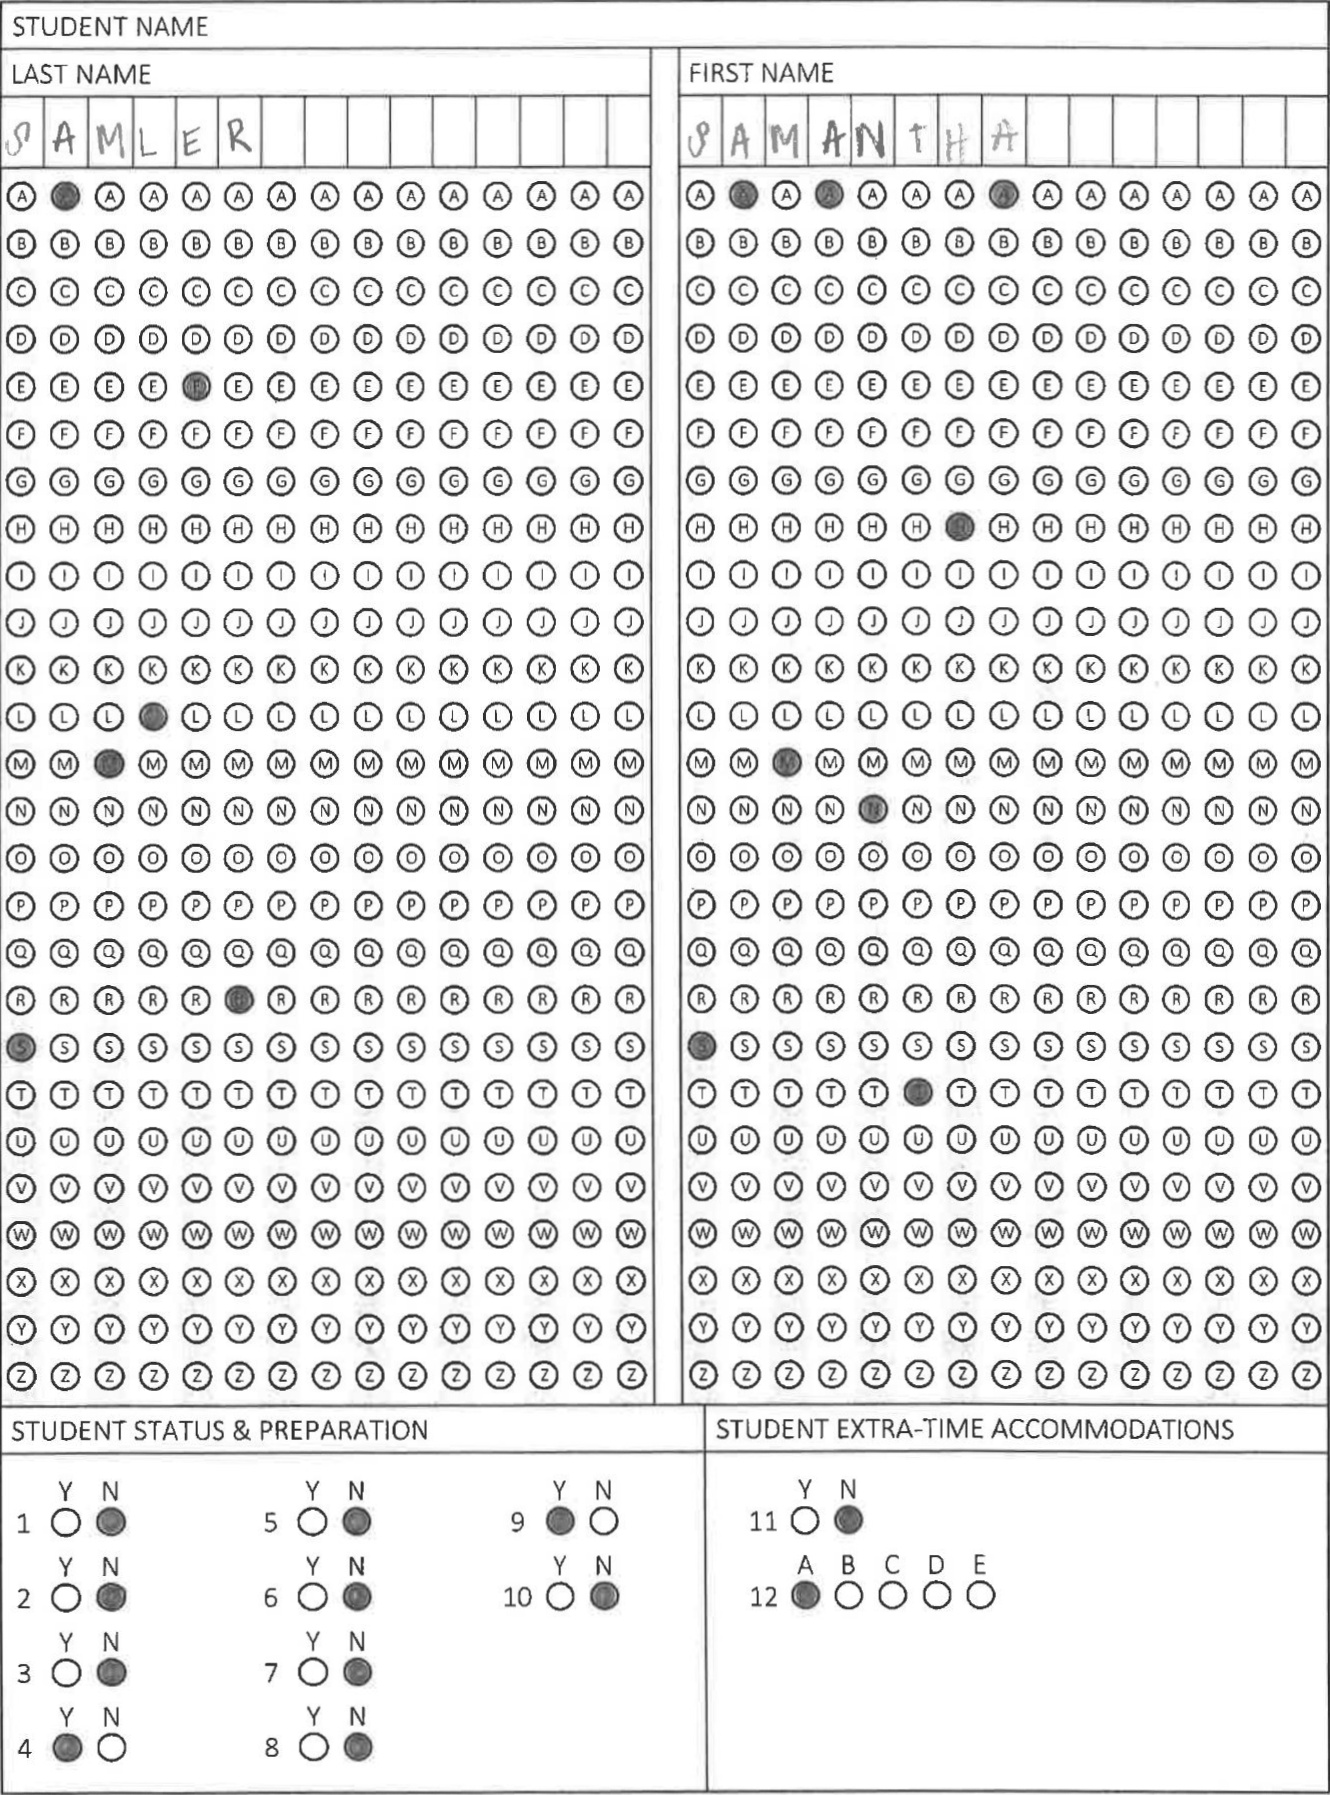 STUDENT NAME
LAST NAME FIRST NAME
SAMLER SAMANTHA
A A A A A A A A A A A A A A A A A A A A A A A A A
B B B B B B B B B B B B B B B B B B B B B B B B B B B B B B
C C C C C C C C C C C C C C C C C C C C C C C C C C C C C C
D D D D D D D D D D D D D D D D D D D D D D D D D D D D D D
E E E E E E E E E E E E E E E E E E E E E E E E E E E E E E
F F F F F F F F F F F F F F F F F F F F F F F F F F F F F F
G G G G G G G G G G G G G G G G G G G G G G G G G G G G G G
H H H H H H H H H H H H H H H H H H H H H H H H H H H H H
I I I I I I I I I I I I I I I I I I I I I I I I I I I I I I
J J J J J J J J J J J J J J J J J J J J J J J J J J J J J J
K K K K K K K K K K K K K K K K K K K K K K K K K K K K K K
L L L L L L L L L L L L L L L L L L L L L L L L L L L L L
M M M M M M M M M M M M M M M M M M M M M M M M M M M M M
N N N N N N N N N N N N N N N N N N N N N N N N N N N N N N
O O O O O O O O O O O O O O O O O O O O O O O O O O O O O O
P P P P P P P P P P P P P P P P P P P P P P P P P P P P P P
Q Q Q Q Q Q Q Q Q Q Q Q Q Q Q Q Q Q Q Q Q Q Q Q Q Q Q Q Q Q
R R R R R R R R R R R R R R R R R R R R R R R R R R R R R
S S S S S S S S S S S S S S S S S S S S S S S S S S S S S S
T T T T T T T T T T T T T T T T T T T T T T T T T T T T T
U U U U U U U U U U U U U U U U U U U U U U U U U U U U U U
V V V V V V V V V V V V V V V V V V V V V V V V V V V V V V
W W W W W W W W W W W W W W W W W W W W W W W W W W W W W W
X X X X X X X X X X X X X X X X X X X X X X X X X X X X X X
Y Y Y Y Y Y Y Y Y Y Y Y Y Y Y Y Y Y Y Y Y Y Y Y Y Y Y Y Y Y
Z Z Z Z Z Z Z Z Z Z Z Z Z Z Z Z Z Z Z Z Z Z Z Z Z Z Z Z Z Z
STUDENT STATUS & PREPARATION STUDENT EXTRA-TIME ACCOMMODATIONS
Y N Y N Y N Y N
1 5 9 11
Y N Y N Y N A B C D E
2 6 10 12
Y N Y N
3 7
Y N Y N
4 8